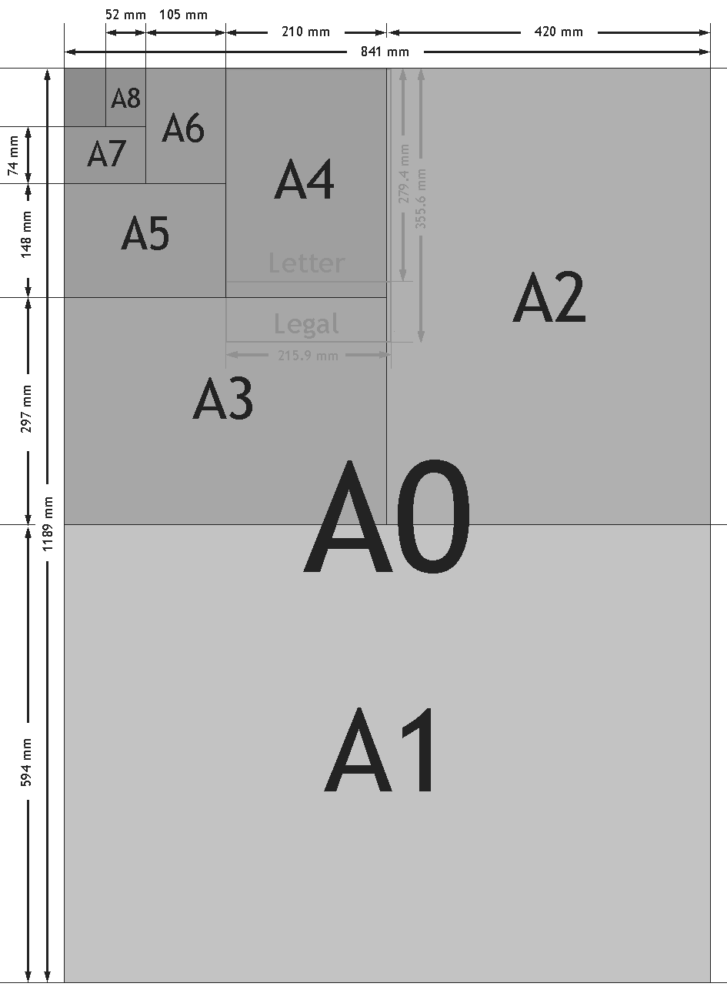 52 mm
105 mm
210 mm
420 mm
841 mm
A8
A6
A7
74 mm
A4
279.4 mm
355.6 mm
A5
148 mm
Letter
A2
Legal
215.9 mm
A3
297 mm
A0
1189 mm
A1
594 mm